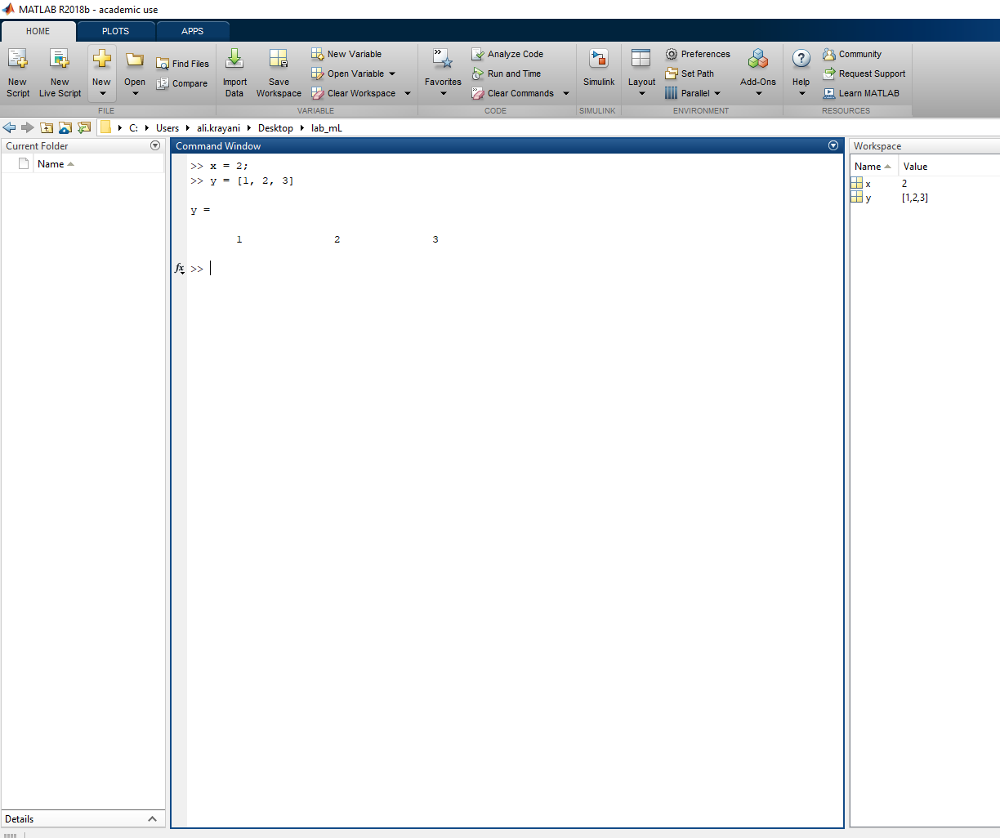 MATLAB R2018b - academic use
HOME PLOTS APPS
New Script
New Live Script
New
Open
Find Files
Compare
FILE
Import Data
Save Workspace
New Variable
Open Variable
Clear Workspace
VARIABLE
Favorites
Analyze Code
Run and Time
Clear Commands
CODE
Simulink
SIMULINK
Layout
Preferences
Set Path
Parallel
Add-Ons
ENVIRONMENT
Help
Community
Request Support
Learn MATLAB
RESOURCES
C: Users ali.krayani Desktop lab_mL
Current Folder
Name
Details
Command Window
>> x = 2;
>> y = [1, 2, 3]
y =
1 2 3
fx >>
Workspace
Name Value
x 2
y [1,2,3]